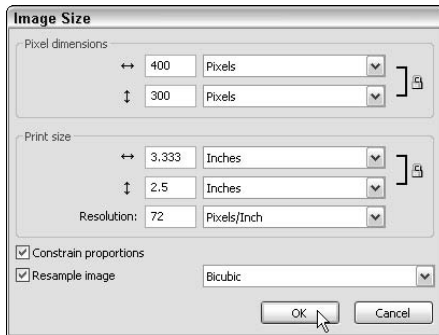 Image Size
Pixel dimensions
400 Pixels
300 Pixels
Print size
3.333 Inches
2.5 Inches
Resolution: 72 Pixels/Inch
Constrain proportions
Resample image Bicubic
OK Cancel